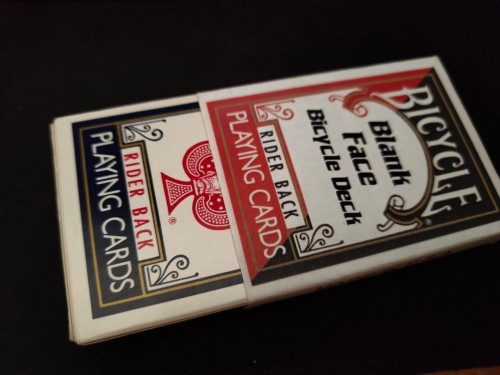 BICYCLE
®
Blank
Face
Bicycle Deck
RIDER BACK
PLAYING CARDS
®
RIDER BACK
PLAYING CARDS